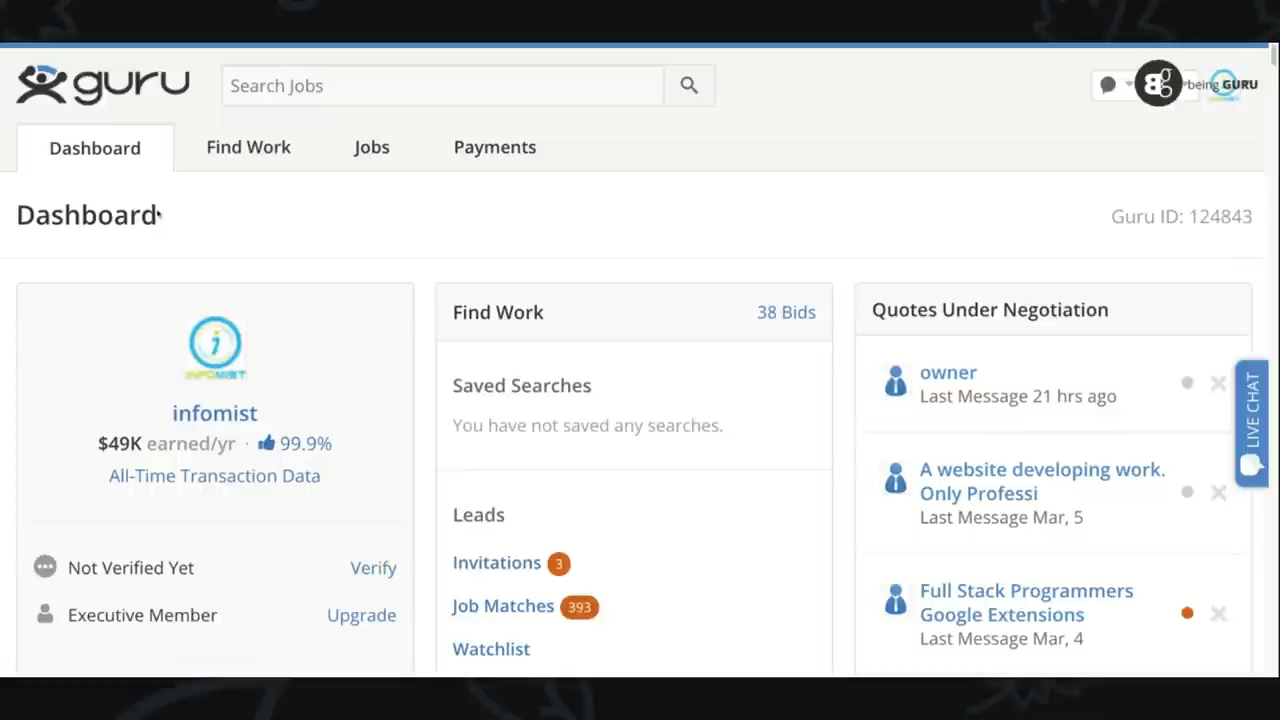 guru
Search Jobs
being GURU
Dashboard
Find Work
Jobs
Payments
Dashboard
Guru ID: 124843
INFOMIST
infomist
$49K earned/yr · 99.9%
All-Time Transaction Data
Not Verified Yet
Verify
Executive Member
Upgrade
Find Work
38 Bids
Saved Searches
You have not saved any searches.
Leads
Invitations 3
Job Matches 393
Watchlist
Quotes Under Negotiation
owner
Last Message 21 hrs ago
A website developing work.
Only Professi
Last Message Mar, 5
Full Stack Programmers
Google Extensions
Last Message Mar, 4
LIVE CHAT